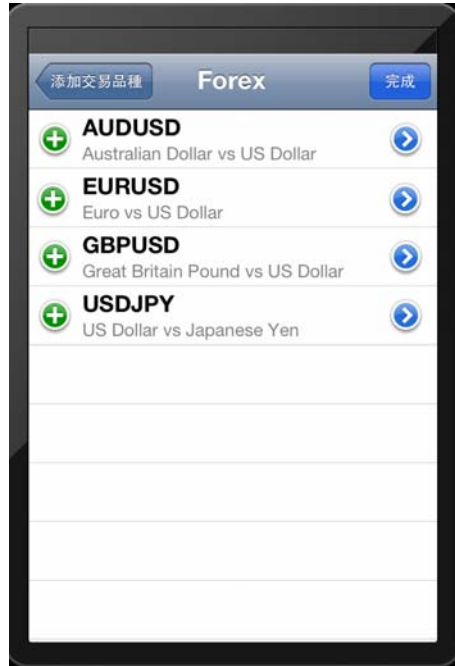 添加交易品種
Forex
完成
AUDUSD
Australian Dollar vs US Dollar
EURUSD
Euro vs US Dollar
GBPUSD
Great Britain Pound vs US Dollar
USDJPY
US Dollar vs Japanese Yen